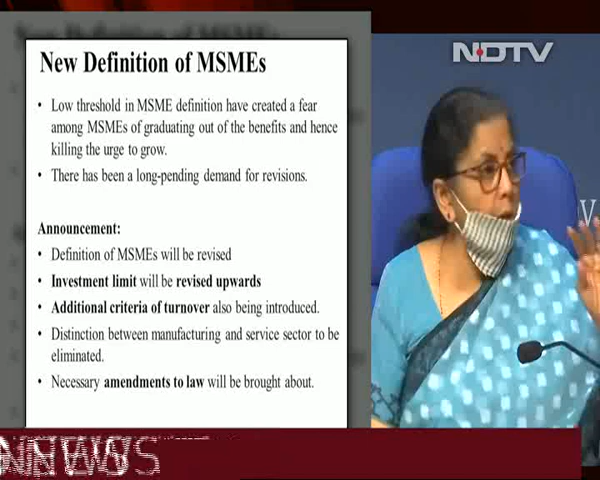 NDTV
New Definition of MSMEs
• Low threshold in MSME definition have created a fear
among MSMEs of graduating out of the benefits and hence
killing the urge to grow.
• There has been a long-pending demand for revisions.
Announcement:
• Definition of MSMEs will be revised
• Investment limit will be revised upwards
• Additional criteria of turnover also being introduced.
• Distinction between manufacturing and service sector to be
eliminated.
• Necessary amendments to law will be brought about.
NEWS